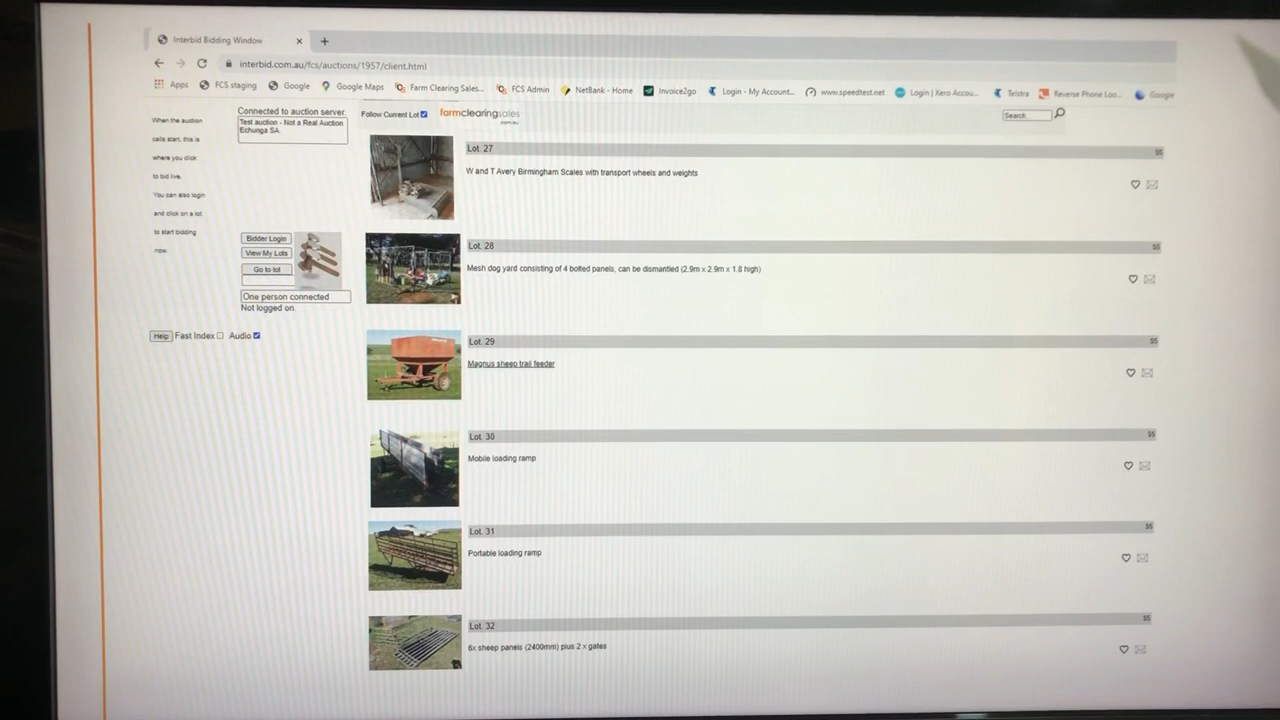 Interbid Bidding Window
interbid.com.au/fcs/auctions/1957/client.html
Apps FCS staging Google Google Maps Farm Clearing Sales... FCS Admin NetBank - Home Invoice2go Login - My Account... www.speedtest.net Login | Xero Accou... Telstra Reverse Phone Loo... Google
When the auction
calls start, this is
where you click
to bid live.
You can also login
and click on a lot
to start bidding
now.
Connected to auction server.
Test auction - Not a Real Auction
Echunga SA.
Bidder Login
View My Lots
Go to lot
One person connected
Not logged on.
Help Fast Index Audio
Follow Current Lot farmclearingsales
.com.au
Search...
Lot. 27 $5
W and T Avery Birmingham Scales with transport wheels and weights
Lot. 28 $5
Mesh dog yard consisting of 4 bolted panels, can be dismantled (2.9m x 2.9m x 1.8 high)
Lot. 29 $5
Magnus sheep trail feeder
Lot. 30 $5
Mobile loading ramp
Lot. 31 $5
Portable loading ramp
Lot. 32 $5
6x sheep panels (2400mm) plus 2 x gates